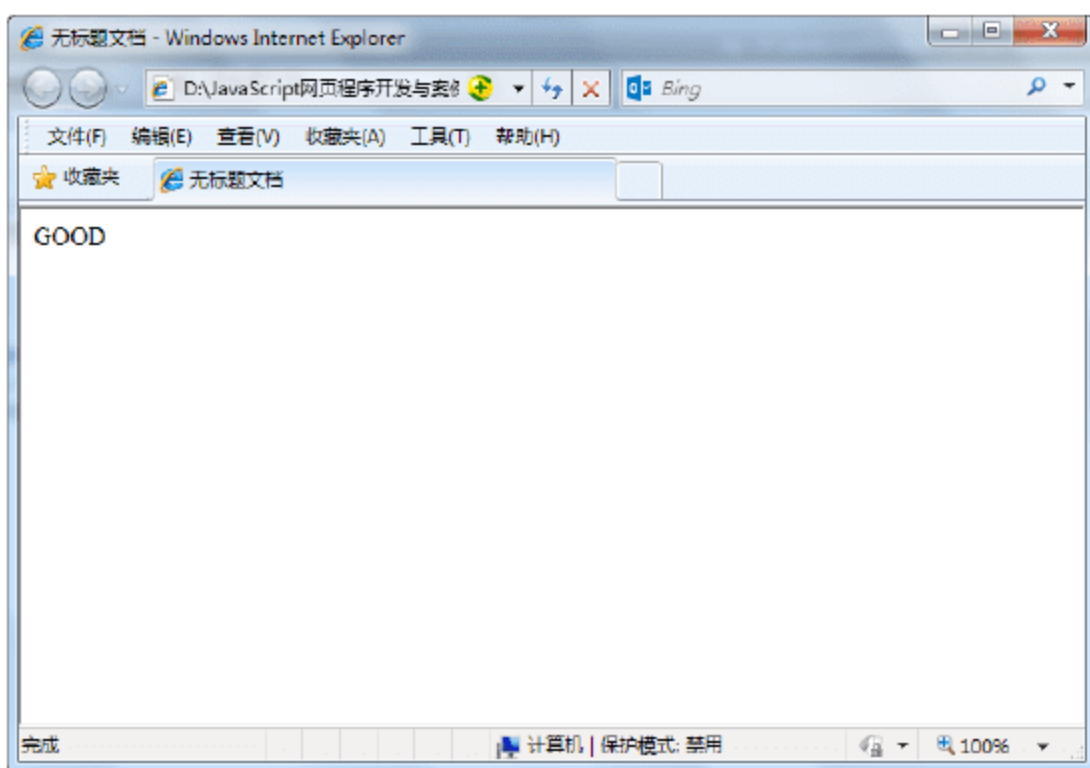 无标题文档 - Windows Internet Explorer
D:\JavaScript网页程序开发与案例 Bing
文件(F) 编辑(E) 查看(V) 收藏夹(A) 工具(T) 帮助(H)
收藏夹 无标题文档
GOOD
完成 计算机 | 保护模式: 禁用 100%